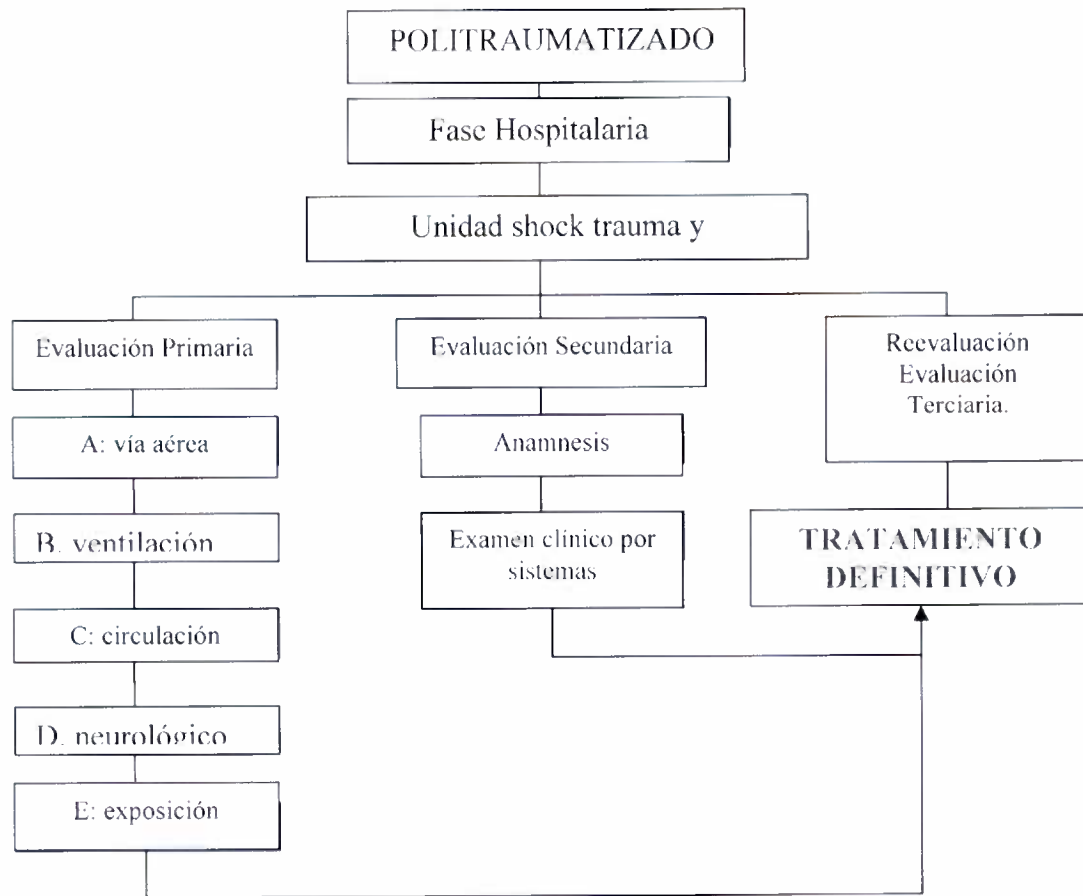 POLITRAUMATIZADO
Fase Hospitalaria
Unidad shock trauma y
Evaluación Primaria
A: vía aérea
B. ventilación
C: circulación
D. neurológico
E: exposición
Evaluación Secundaria
Anamnesis
Examen clínico por
sistemas
Reevaluación
Evaluación
Terciaria.
TRATAMIENTO
DEFINITIVO